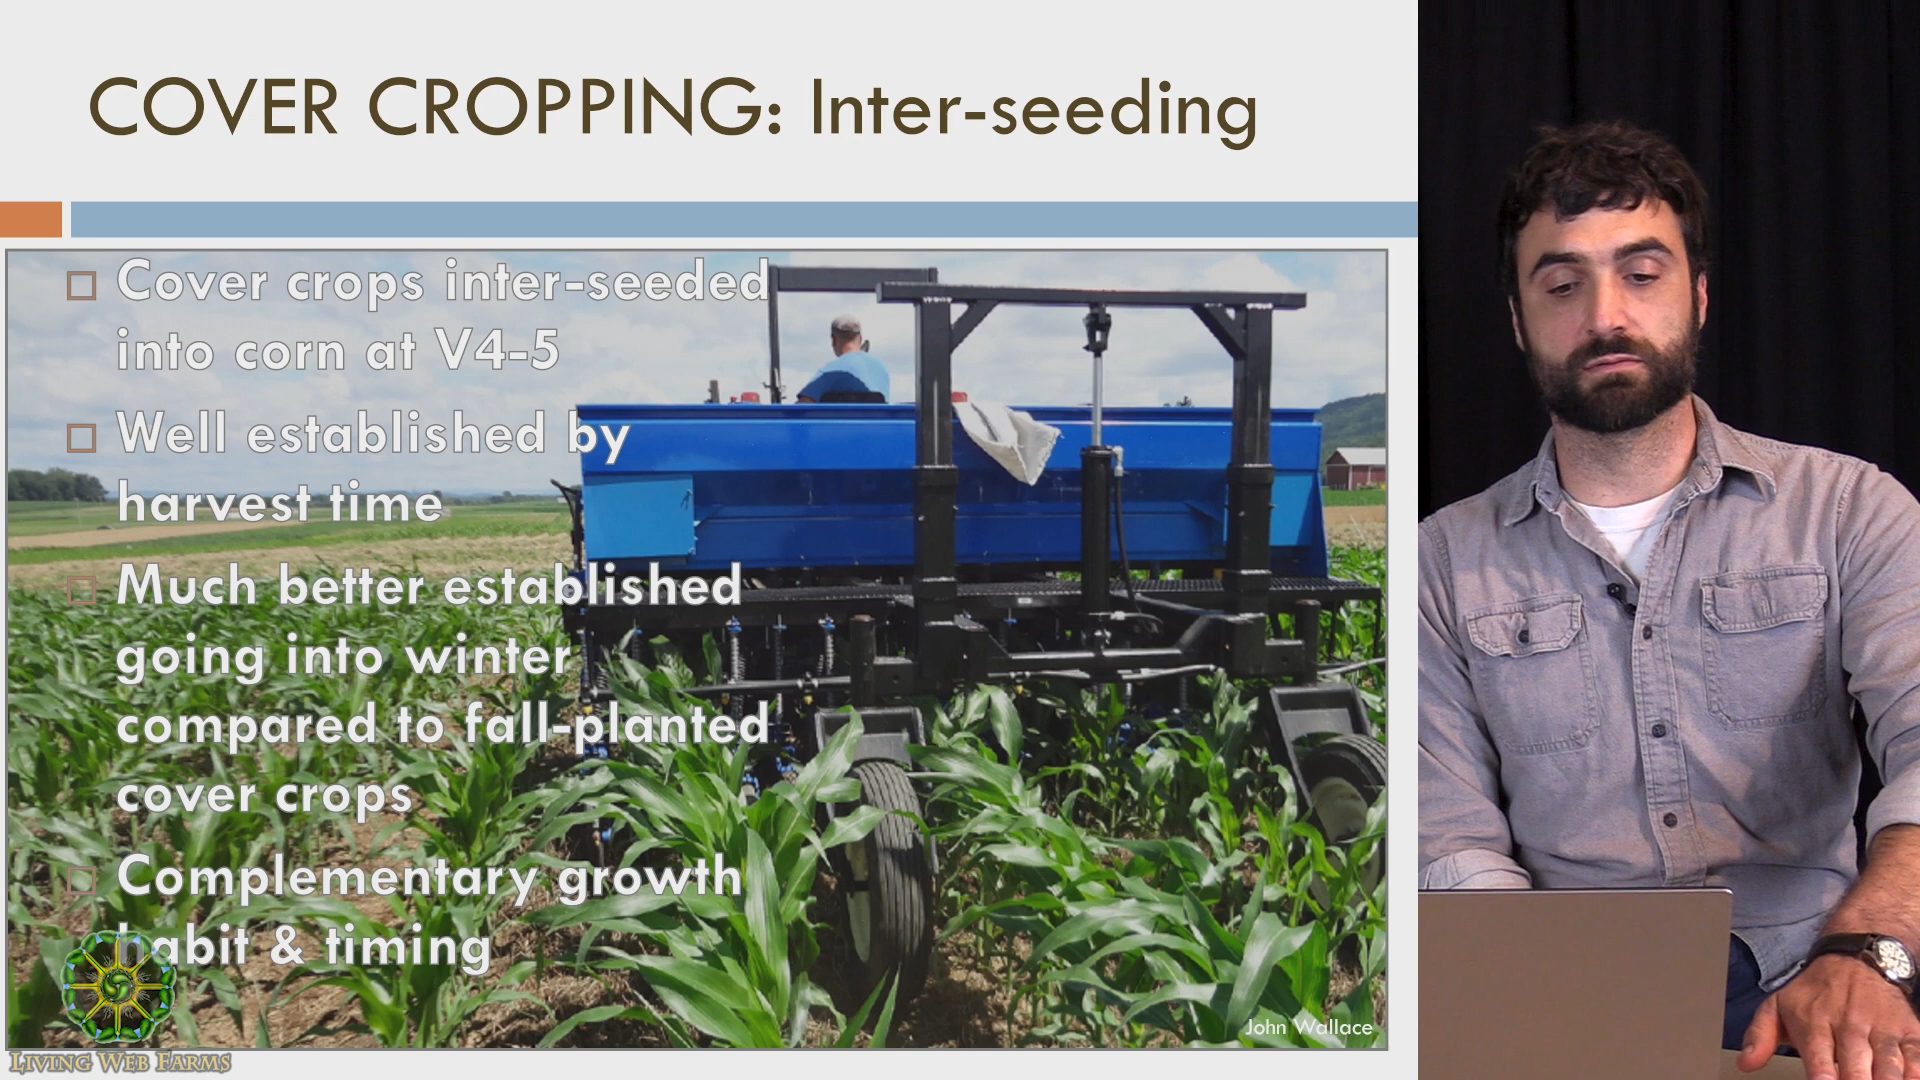 COVER CROPPING: Inter-seeding
Cover crops inter-seeded
into corn at V4-5
Well established by
harvest time
Much better established
going into winter
compared to fall-planted
cover crops
Complementary growth
habit & timing
John Wallace
LIVING WEB FARMS